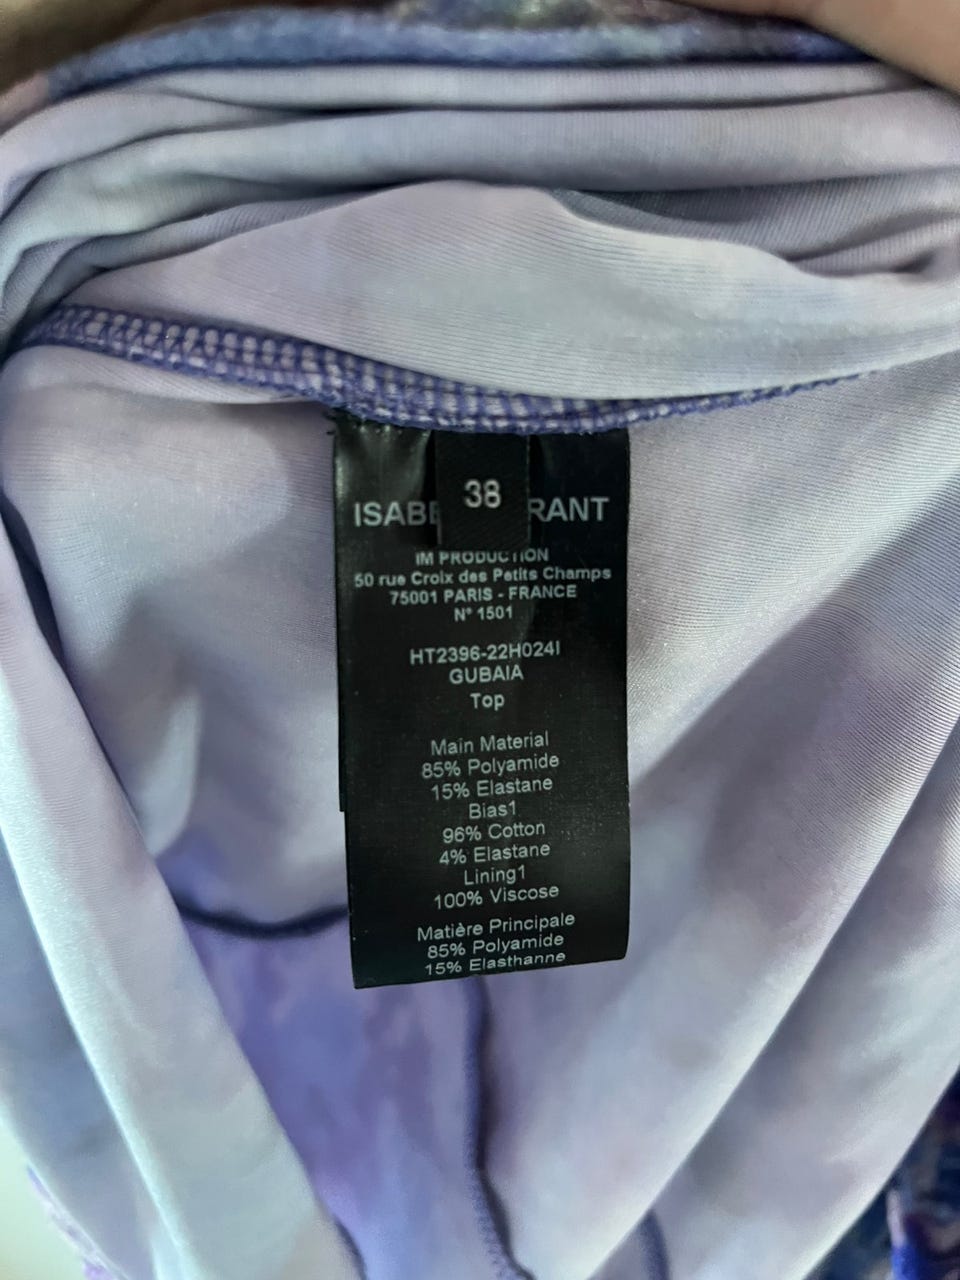 38
ISABE RANT
IM PRODUCTION
50 rue Croix des Petits Champs
75001 PARIS - FRANCE
N° 1501
HT2396-22H024I
GUBAIA
Top
Main Material
85% Polyamide
15% Elastane
Bias1
96% Cotton
4% Elastane
Lining1
100% Viscose
Matière Principale
85% Polyamide
15% Elasthanne